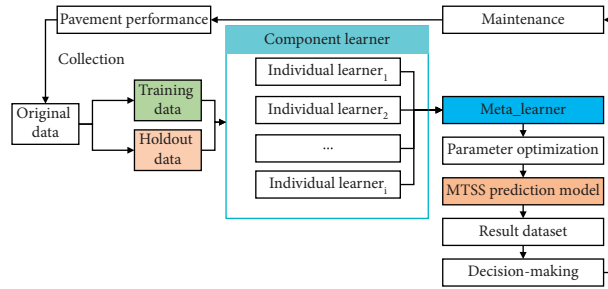 Pavement performance
Maintenance
Component learner
Collection
Individual learner₁
Training
data
Original
data
Individual learner₂
Meta_learner
Holdout
data
...
Parameter optimization
Individual learnerᵢ
MTSS prediction model
Result dataset
Decision-making